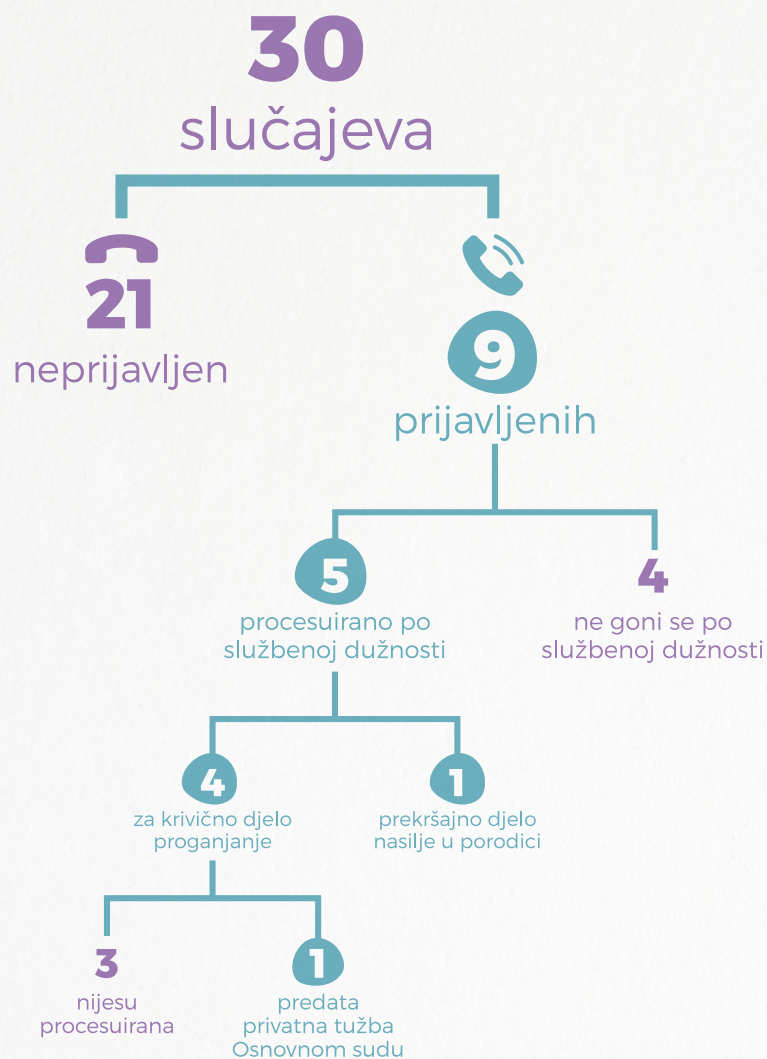 30
slučajeva
21
neprijavljen
9
prijavljenih
5
procesuirano po
službenoj dužnosti
4
ne goni se po
službenoj dužnosti
4
za krivično djelo
proganjanje
1
prekršajno djelo
nasilje u porodici
3
nijesu
procesuirana
1
predata
privatna tužba
Osnovnom sudu